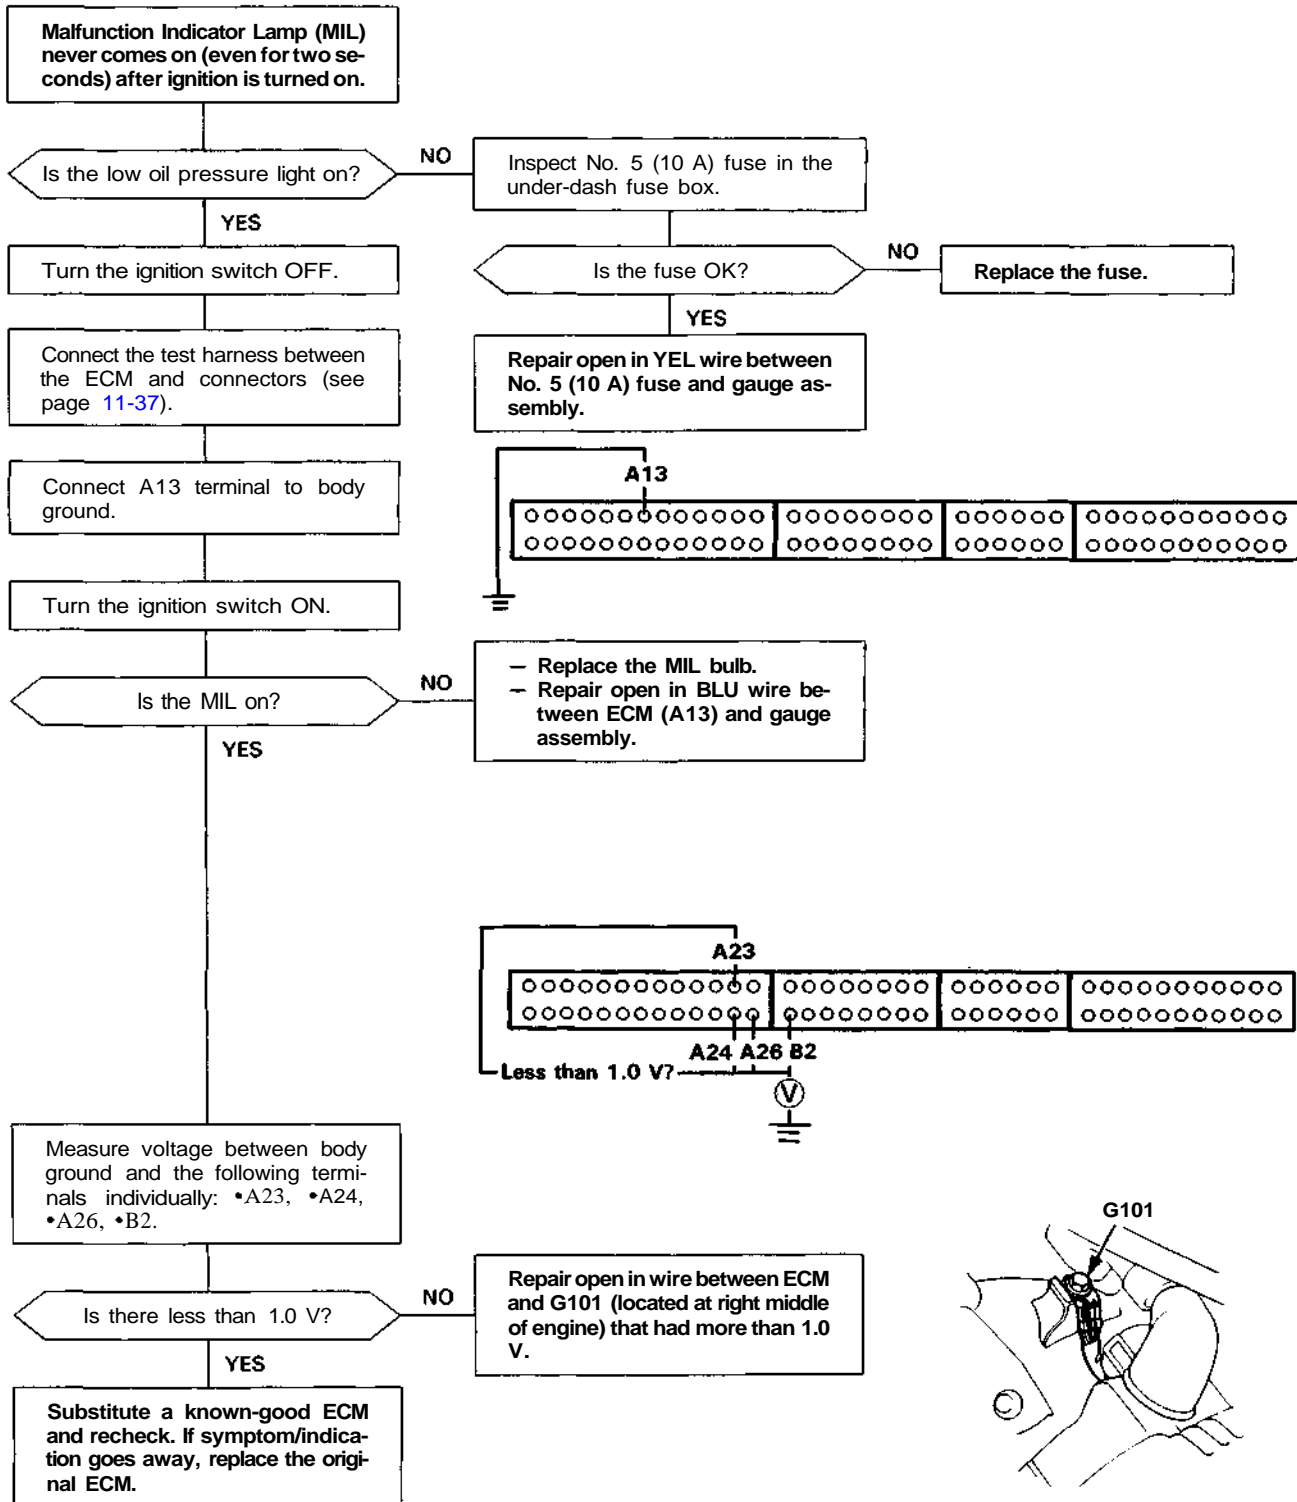 Malfunction Indicator Lamp (MIL)
never comes on (even for two se-
conds) after ignition is turned on.
Is the low oil pressure light on?
NO
Inspect No. 5 (10 A) fuse in the
under-dash fuse box.
YES
Turn the ignition switch OFF.
Is the fuse OK?
NO
Replace the fuse.
YES
Connect the test harness between
the ECM and connectors (see
page 11-37).
Repair open in YEL wire between
No. 5 (10 A) fuse and gauge as-
sembly.
A13
Connect A13 terminal to body
ground.
Turn the ignition switch ON.
Is the MIL on?
NO
– Replace the MIL bulb.
– Repair open in BLU wire be-
tween ECM (A13) and gauge
assembly.
YES
A23
A24 A26 B2
Less than 1.0 V?
V
Measure voltage between body
ground and the following termi-
nals individually: •A23, •A24,
•A26, •B2.
G101
Is there less than 1.0 V?
NO
Repair open in wire between ECM
and G101 (located at right middle
of engine) that had more than 1.0
V.
YES
Substitute a known-good ECM
and recheck. If symptom/indica-
tion goes away, replace the origi-
nal ECM.